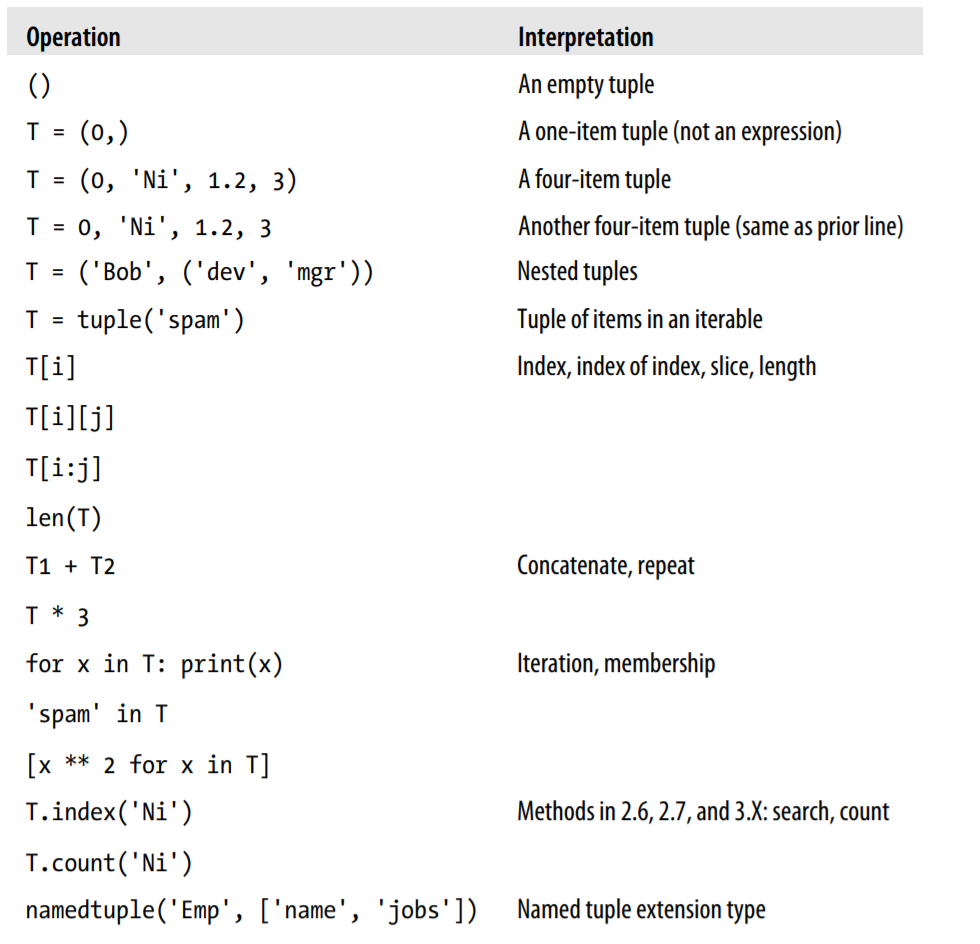 Operation Interpretation
() An empty tuple
T = (0,) A one-item tuple (not an expression)
T = (0, 'Ni', 1.2, 3) A four-item tuple
T = 0, 'Ni', 1.2, 3 Another four-item tuple (same as prior line)
T = ('Bob', ('dev', 'mgr')) Nested tuples
T = tuple('spam') Tuple of items in an iterable
T[i] Index, index of index, slice, length
T[i][j]
T[i:j]
len(T)
T1 + T2 Concatenate, repeat
T * 3
for x in T: print(x) Iteration, membership
'spam' in T
[x ** 2 for x in T]
T.index('Ni') Methods in 2.6, 2.7, and 3.X: search, count
T.count('Ni')
namedtuple('Emp', ['name', 'jobs']) Named tuple extension type